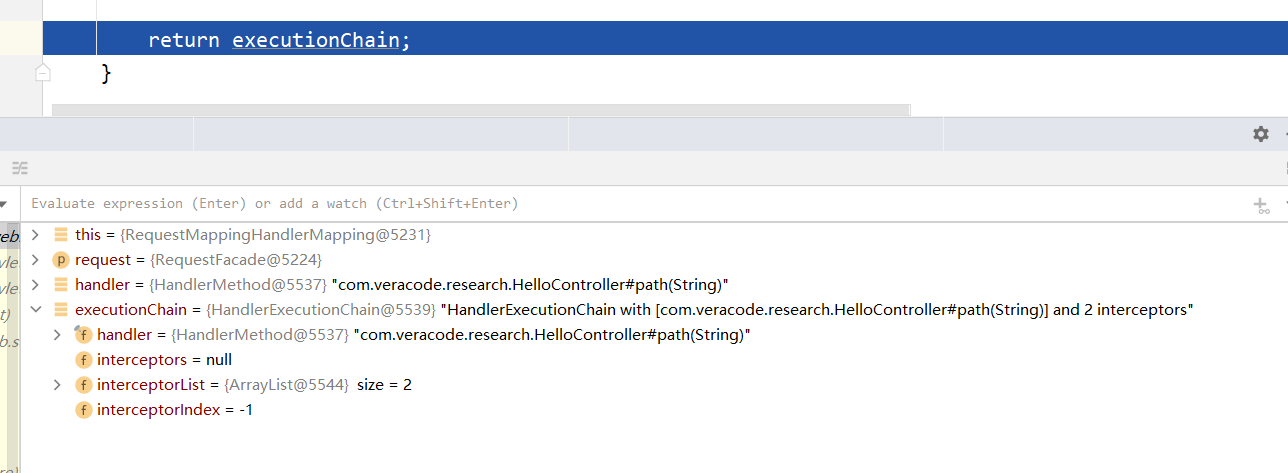 return executionChain;
}
Evaluate expression (Enter) or add a watch (Ctrl+Shift+Enter)
this = {RequestMappingHandlerMapping@5231}
p request = {RequestFacade@5224}
handler = {HandlerMethod@5537} "com.veracode.research.HelloController#path(String)"
executionChain = {HandlerExecutionChain@5539} "HandlerExecutionChain with [com.veracode.research.HelloController#path(String)] and 2 interceptors"
f handler = {HandlerMethod@5537} "com.veracode.research.HelloController#path(String)"
f interceptors = null
f interceptorList = {ArrayList@5544} size = 2
f interceptorIndex = -1